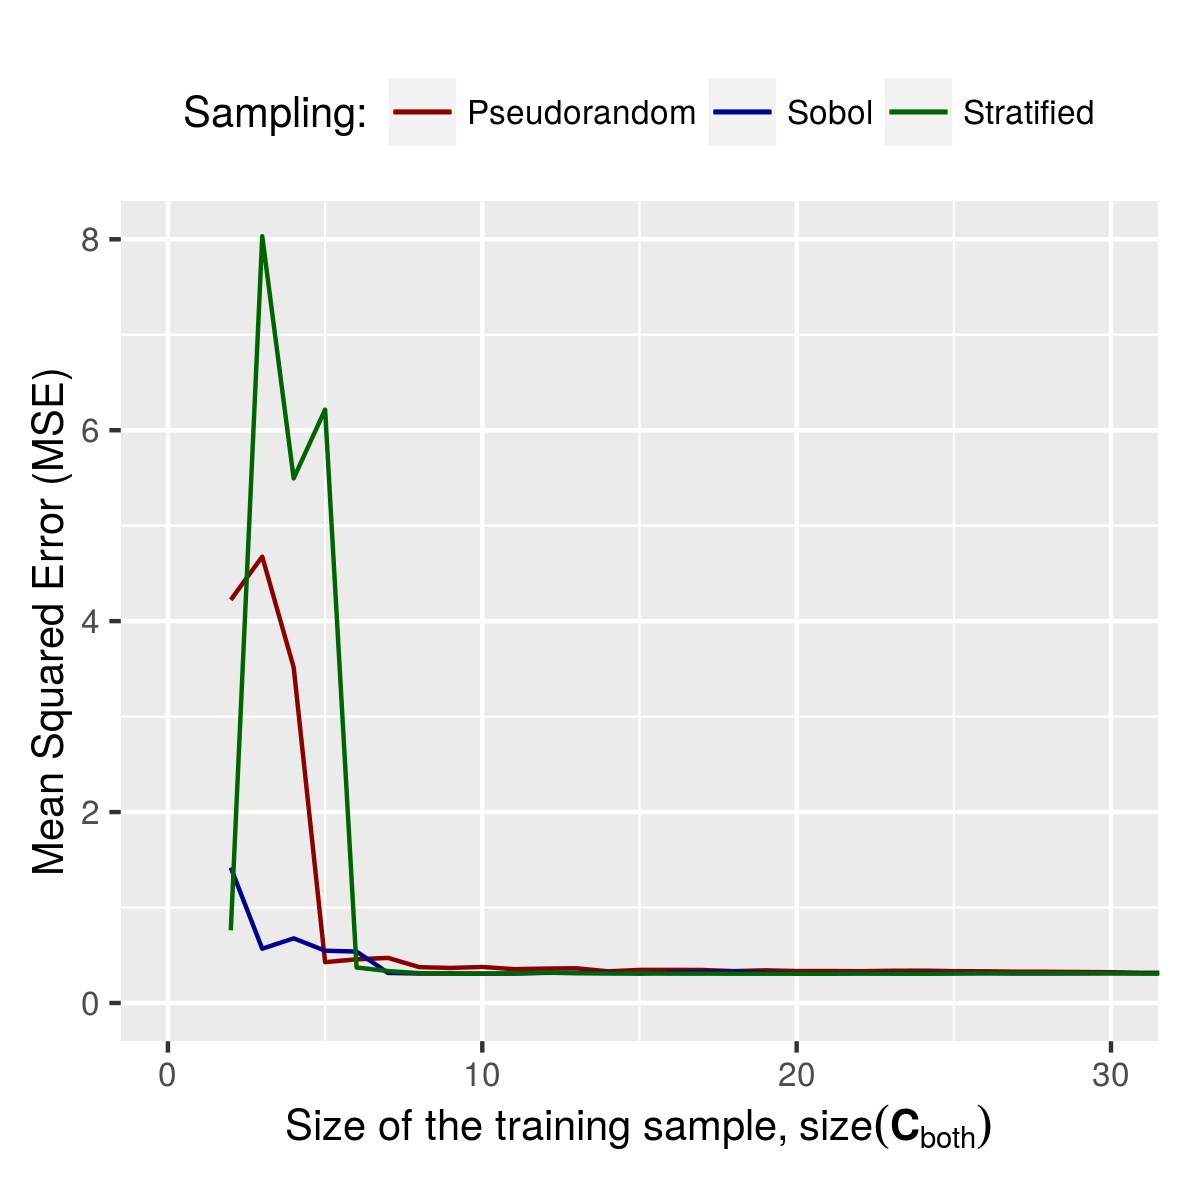 Sampling: Pseudorandom Sobol Stratified
8
6
4
2
0
Mean Squared Error (MSE)
0 10 20 30
Size of the training sample, size(C_both)